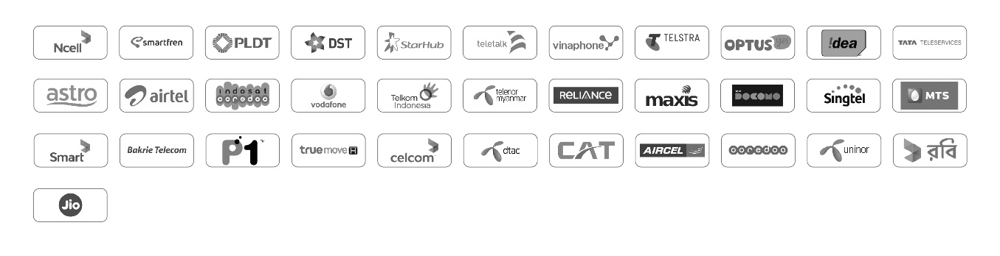 Ncell
smartfren
PLDT
DST
StarHub
teletalk
vinaphone
TELSTRA
OPTUS yes
!dea
TATA TELESERVICES
astro
airtel
indosat
ooredoo
vodafone
Telkom
Indonesia
telenor
myanmar
RELIANCE
maxis
DOCOMO
Singtel
MTS
Smart
Bakrie Telecom
P1
truemove H
celcom
dtac
CAT
AIRCEL
ooredoo
uninor
রবি
Jio